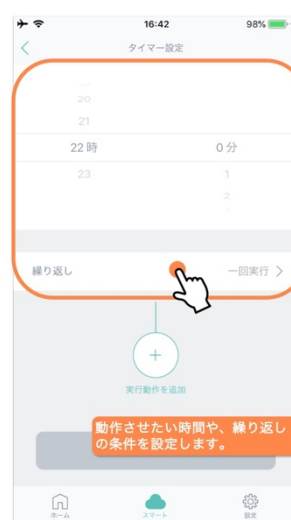 16:42
98%
タイマー設定
20
21
22時 0分
23 1
2
繰り返し 一回実行
実行動作を追加
動作させたい時間や、繰り返し
の条件を設定します。
ホーム スマート 設定